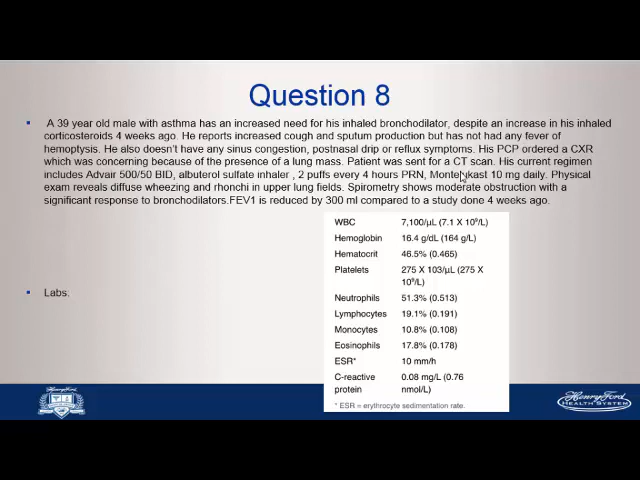 Question 8
A 39 year old male with asthma has an increased need for his inhaled bronchodilator, despite an increase in his inhaled
corticosteroids 4 weeks ago. He reports increased cough and sputum production but has not had any fever of
hemoptysis. He also doesn't have any sinus congestion, postnasal drip or reflux symptoms. His PCP ordered a CXR
which was concerning because of the presence of a lung mass. Patient was sent for a CT scan. His current regimen
includes Advair 500/50 BID, albuterol sulfate inhaler , 2 puffs every 4 hours PRN, Montelukast 10 mg daily. Physical
exam reveals diffuse wheezing and rhonchi in upper lung fields. Spirometry shows moderate obstruction with a
significant response to bronchodilators.FEV1 is reduced by 300 ml compared to a study done 4 weeks ago.
Labs:
WBC 7,100/µL (7.1 X 10⁹/L)
Hemoglobin 16.4 g/dL (164 g/L)
Hematocrit 46.5% (0.465)
Platelets 275 X 103/µL (275 X
10⁹/L)
Neutrophils 51.3% (0.513)
Lymphocytes 19.1% (0.191)
Monocytes 10.8% (0.108)
Eosinophils 17.8% (0.178)
ESR* 10 mm/h
C-reactive 0.08 mg/L (0.76
protein nmol/L)
* ESR = erythrocyte sedimentation rate.
Henry Ford
HEALTH SYSTEM